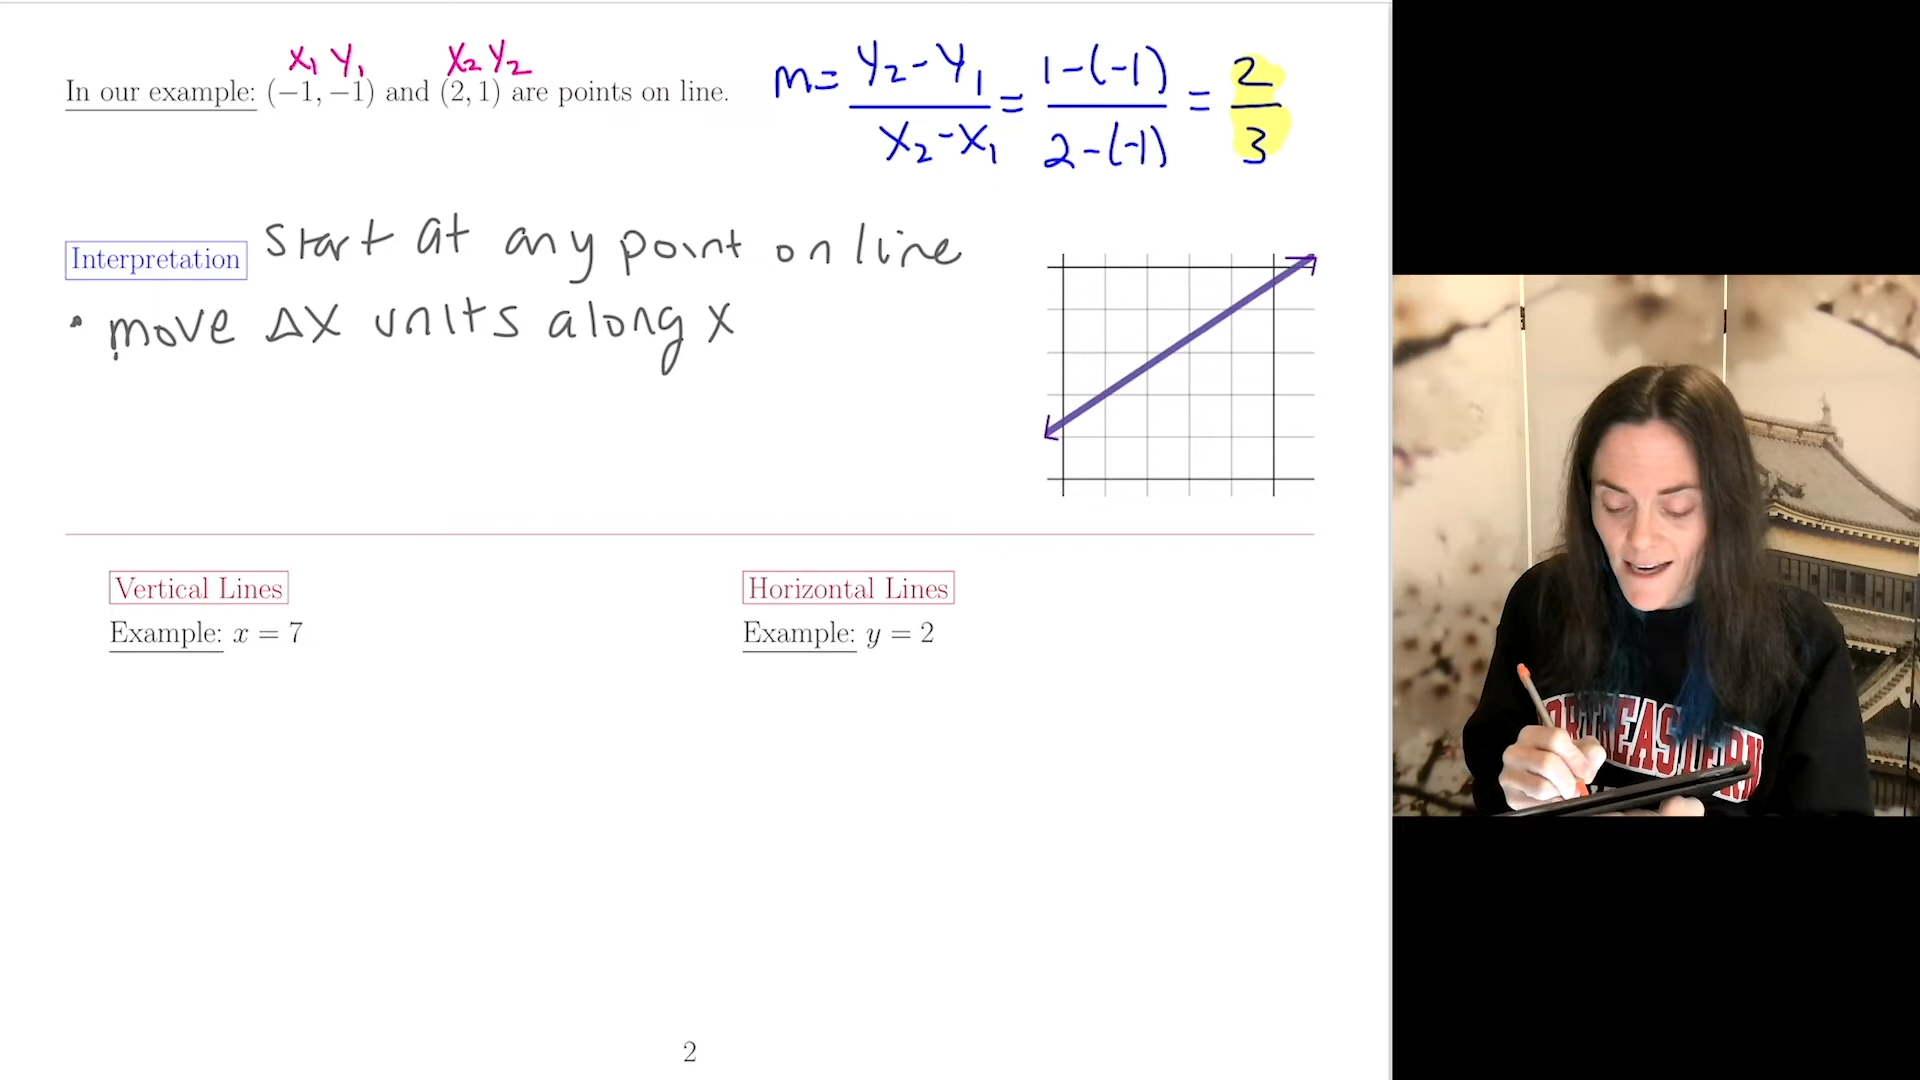 x₁ y₁ x₂ y₂
In our example: (−1, −1) and (2, 1) are points on line.
m = (y₂ − y₁)/(x₂ − x₁) = (1 − (−1))/(2 − (−1)) = 2/3
Interpretation start at any point on line
• move Δx units along x
Vertical Lines
Example: x = 7
Horizontal Lines
Example: y = 2
2
NORTHEASTERN